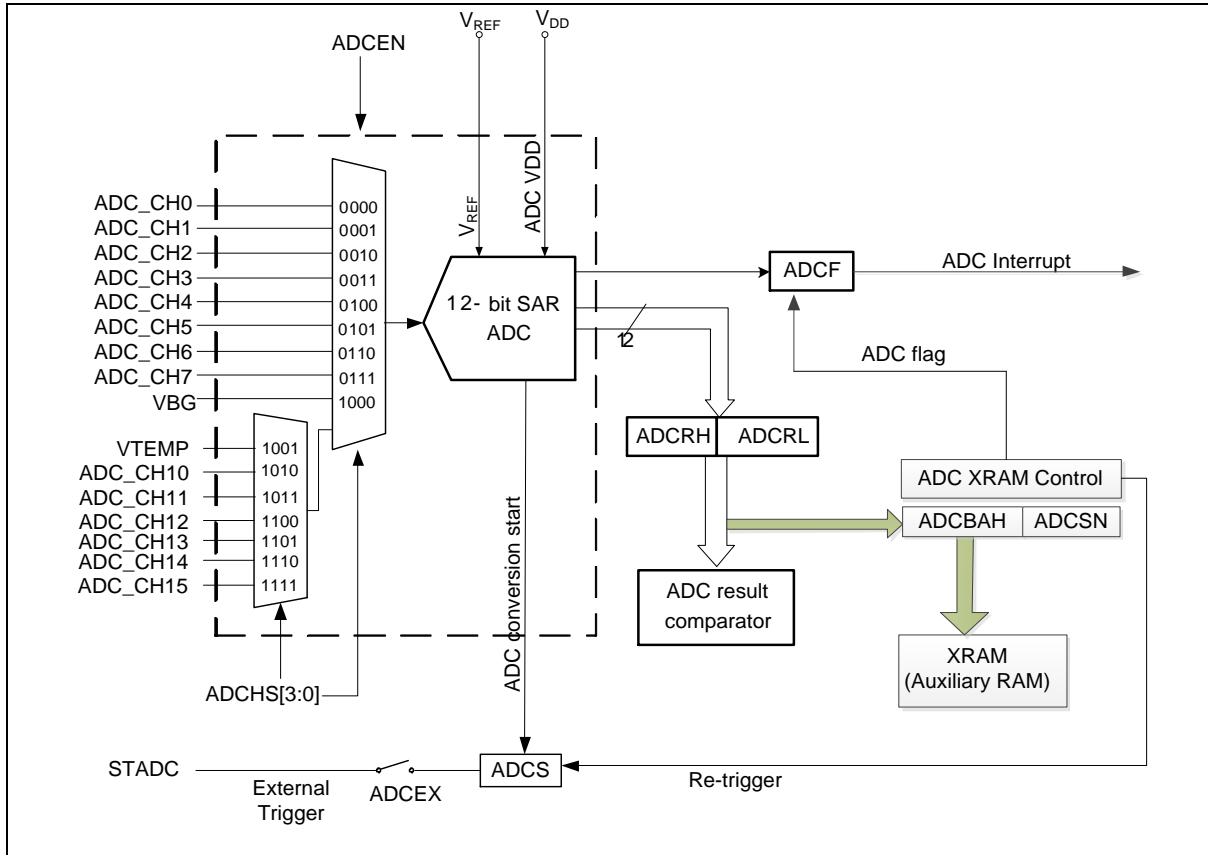 V_REF
V_DD
ADCEN
V_REF
ADC VDD
ADC_CH0
ADC_CH1
ADC_CH2
ADC_CH3
ADC_CH4
ADC_CH5
ADC_CH6
ADC_CH7
VBG
0000
0001
0010
0011
0100
0101
0110
0111
1000
VTEMP
ADC_CH10
ADC_CH11
ADC_CH12
ADC_CH13
ADC_CH14
ADC_CH15
1001
1010
1011
1100
1101
1110
1111
ADCHS[3:0]
12- bit SAR
ADC
12
ADCF
ADC Interrupt
ADC flag
ADCRH
ADCRL
ADC XRAM Control
ADCBAH
ADCSN
ADC result
comparator
XRAM
(Auxiliary RAM)
ADC conversion start
STADC
External
Trigger
ADCEX
ADCS
Re-trigger